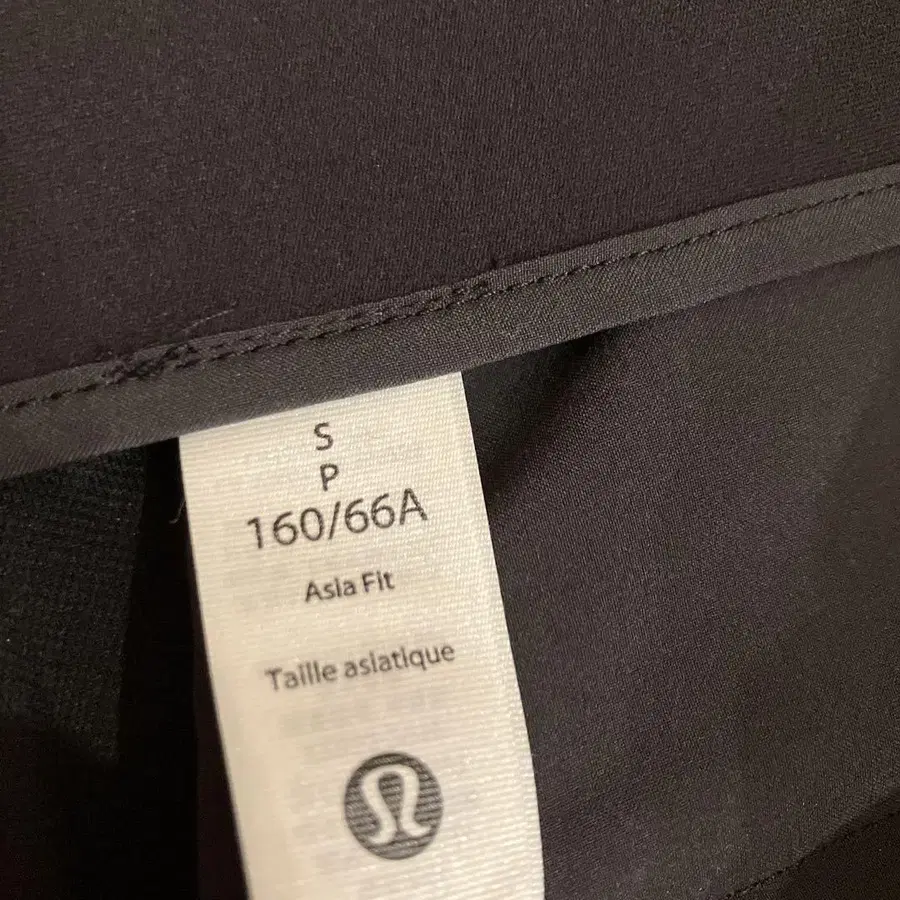 S
P
160/66A
Asia Fit
Taille asiatique